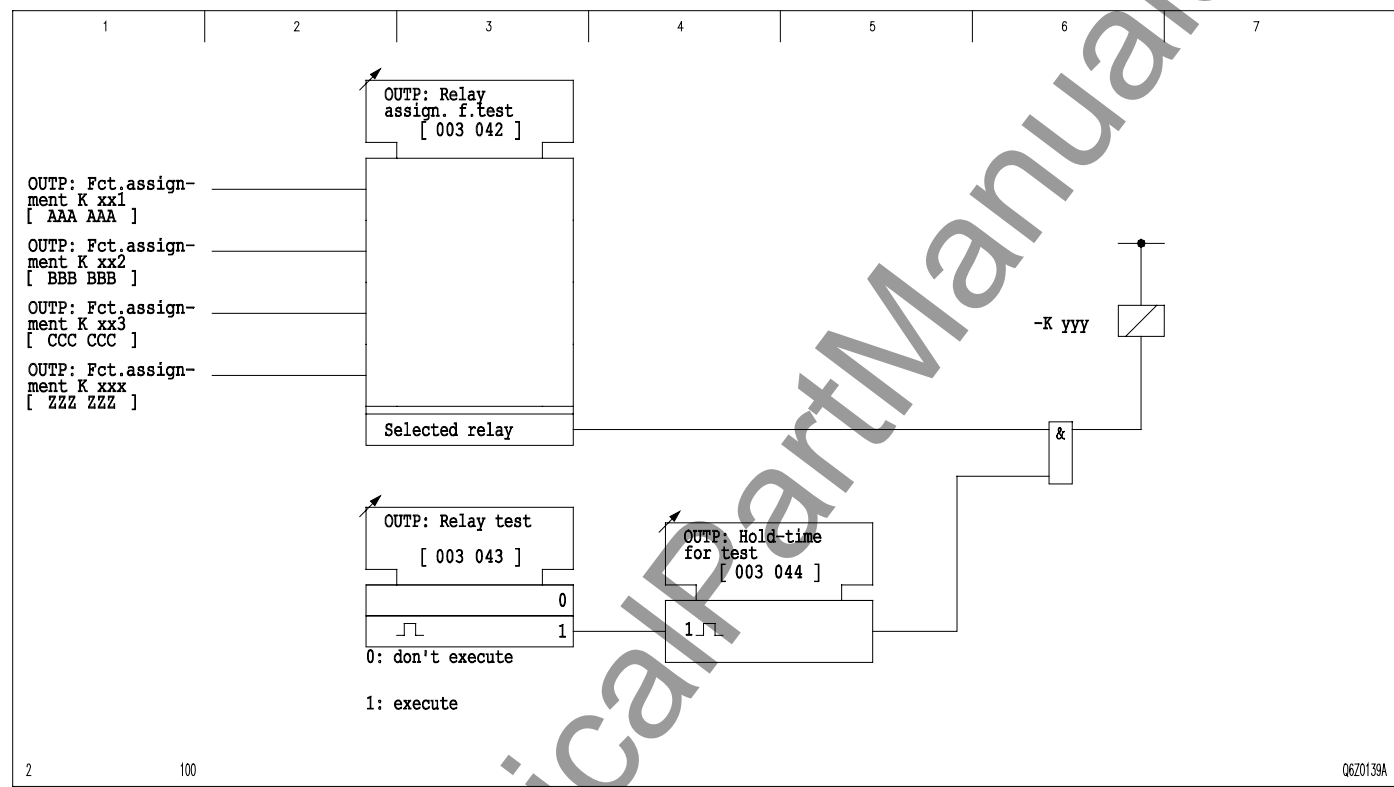 1 2 3 4 5 6 7
OUTP: Relay
assign. f.test
[ 003 042 ]
OUTP: Fct.assign-
ment K xx1
[ AAA AAA ]
OUTP: Fct.assign-
ment K xx2
[ BBB BBB ]
OUTP: Fct.assign-
ment K xx3
[ CCC CCC ]
OUTP: Fct.assign-
ment K xxx
[ ZZZ ZZZ ]
-K yyy
Selected relay
&
OUTP: Relay test
[ 003 043 ]
0
1
0: don't execute
1: execute
OUTP: Hold-time
for test
[ 003 044 ]
1
2 100 Q6Z0139A
icalPartManual